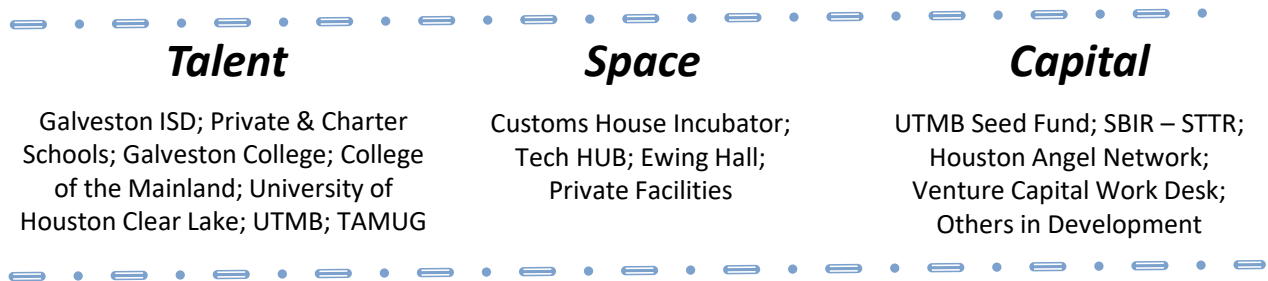 Talent
Galveston ISD; Private & Charter
Schools; Galveston College; College
of the Mainland; University of
Houston Clear Lake; UTMB; TAMUG
Space
Customs House Incubator;
Tech HUB; Ewing Hall;
Private Facilities
Capital
UTMB Seed Fund; SBIR – STTR;
Houston Angel Network;
Venture Capital Work Desk;
Others in Development